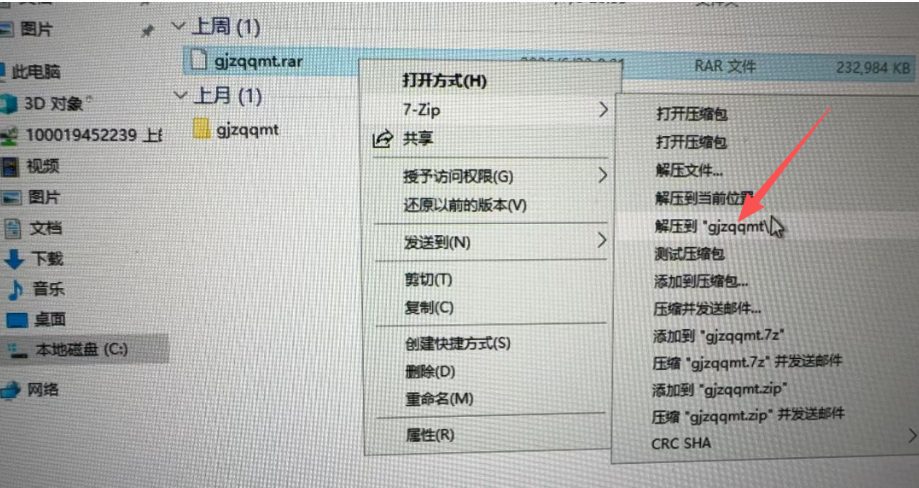 图片
此电脑
3D 对象
100019452239 上
视频
图片
文档
下载
音乐
桌面
本地磁盘 (C:)
网络
上周 (1)
gjzqqmt.rar
RAR 文件
232,984 KB
上月 (1)
gjzqqmt
打开方式(H)
7-Zip
共享
授予访问权限(G)
还原以前的版本(V)
发送到(N)
剪切(T)
复制(C)
创建快捷方式(S)
删除(D)
重命名(M)
属性(R)
打开压缩包
打开压缩包
解压文件...
解压到当前位置
解压到 "gjzqqmt\
测试压缩包
添加到压缩包...
压缩并发送邮件...
添加到 "gjzqqmt.7z"
压缩 "gjzqqmt.7z" 并发送邮件
添加到 "gjzqqmt.zip"
压缩 "gjzqqmt.zip" 并发送邮件
CRC SHA